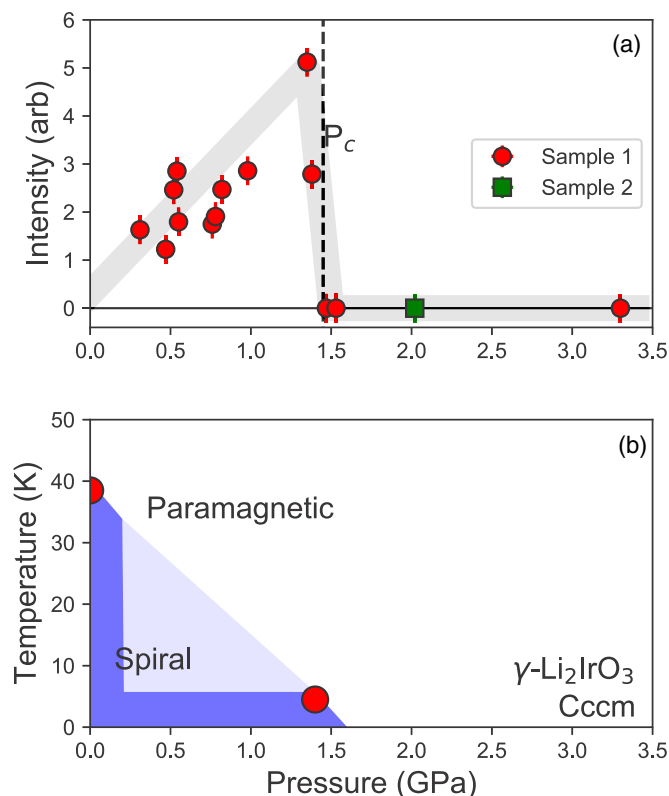 (a)
6
5
4
3
2
1
0
Intensity (arb)
P_c
Sample 1
Sample 2
0.0 0.5 1.0 1.5 2.0 2.5 3.0 3.5
(b)
50
40
30
20
10
0
Temperature (K)
Paramagnetic
Spiral
γ-Li₂IrO₃
Cccm
0.0 0.5 1.0 1.5 2.0 2.5 3.0 3.5
Pressure (GPa)